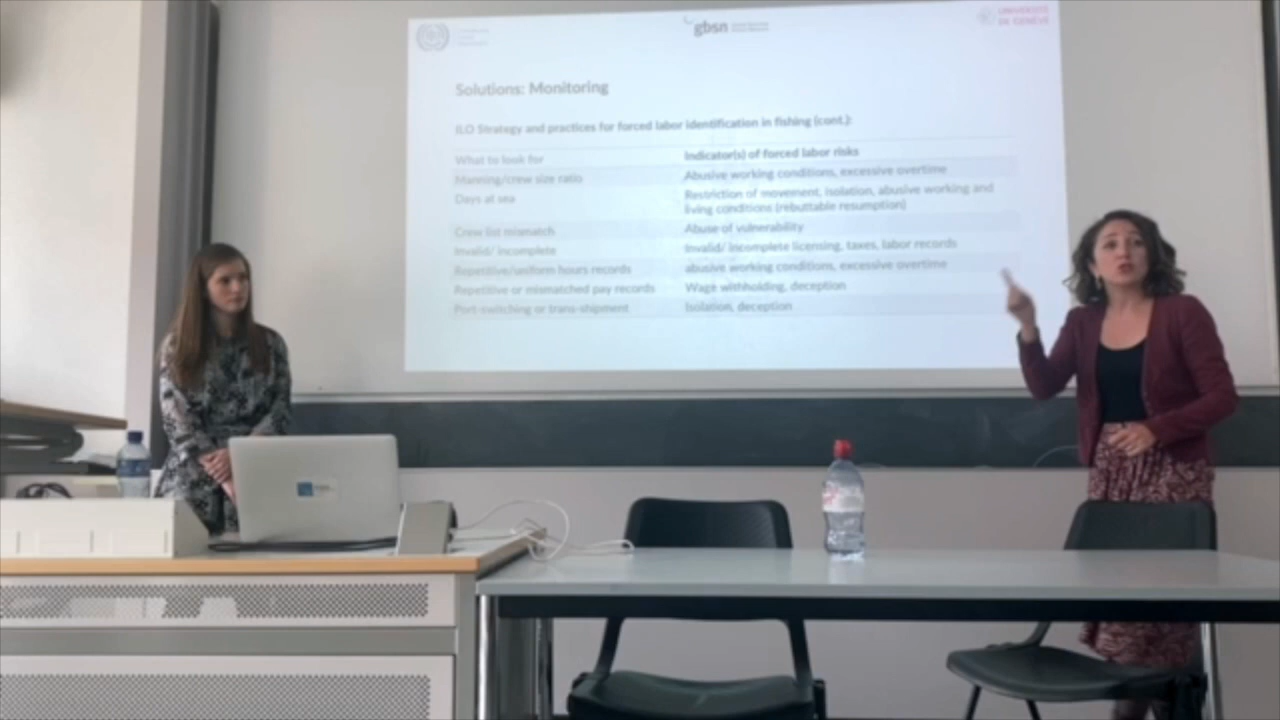 gbsn
UNIVERSITÉ
DE GENÈVE
Solutions: Monitoring
ILO Strategy and practices for forced labor identification in fishing (cont.):
What to look for Indicator(s) of forced labor risks
Manning/crew size ratio Abusive working conditions, excessive overtime
Days at sea Restriction of movement, isolation, abusive working and
living conditions (rebuttable resumption)
Crew list mismatch Abuse of vulnerability
Invalid/ incomplete Invalid/ incomplete licensing, taxes, labor records
Repetitive/uniform hours records abusive working conditions, excessive overtime
Repetitive or mismatched pay records Wage withholding, deception
Port-switching or trans-shipment Isolation, deception